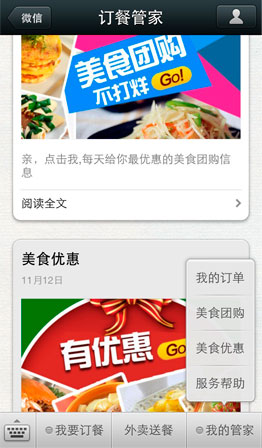 微信
订餐管家
美食团购
不打烊 Go!
亲，点击我,每天给你最优惠的美食团购信
息
阅读全文
美食优惠
11月12日
有优惠 Go
我的订单
美食团购
美食优惠
服务帮助
我要订餐
外卖送餐
我的管家